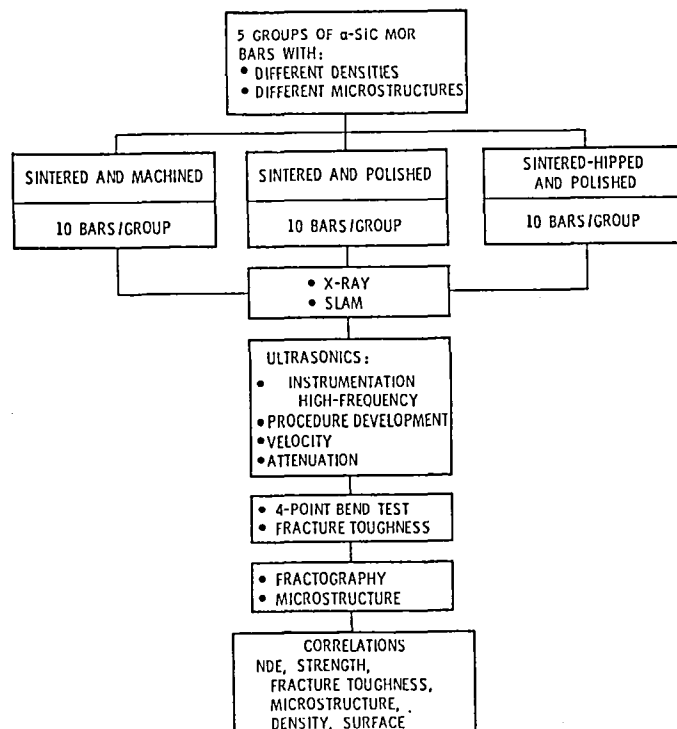 5 GROUPS OF α-SiC MOR
BARS WITH:
• DIFFERENT DENSITIES
• DIFFERENT MICROSTRUCTURES
SINTERED AND MACHINED
10 BARS/GROUP
SINTERED AND POLISHED
10 BARS/GROUP
SINTERED-HIPPED
AND POLISHED
10 BARS/GROUP
• X-RAY
• SLAM
ULTRASONICS:
• INSTRUMENTATION
HIGH-FREQUENCY
• PROCEDURE DEVELOPMENT
• VELOCITY
• ATTENUATION
• 4-POINT BEND TEST
• FRACTURE TOUGHNESS
• FRACTOGRAPHY
• MICROSTRUCTURE
CORRELATIONS
NDE, STRENGTH,
FRACTURE TOUGHNESS,
MICROSTRUCTURE,
DENSITY, SURFACE